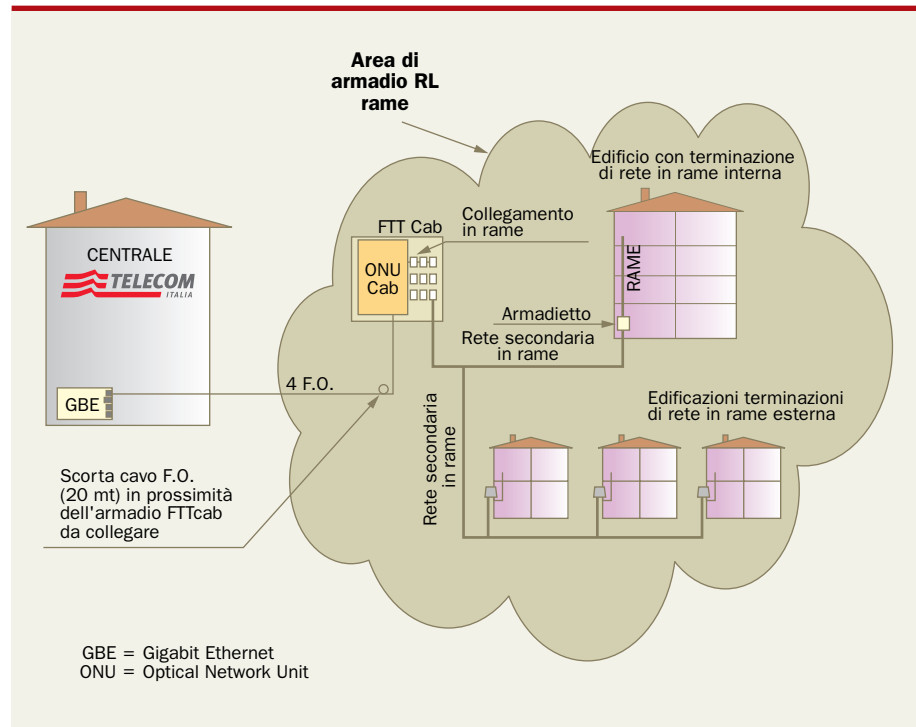 Area di
armadio RL
rame
Edificio con terminazione
di rete in rame interna
Collegamento
in rame
FTT Cab
CENTRALE
TELECOM
ITALIA
ONU
Cab
RAME
Armadietto
Rete secondaria
in rame
4 F.O.
GBE
Edificazioni terminazioni
di rete in rame esterna
Rete secondaria
in rame
Scorta cavo F.O.
(20 mt) in prossimità
dell'armadio FTTcab
da collegare
GBE = Gigabit Ethernet
ONU = Optical Network Unit